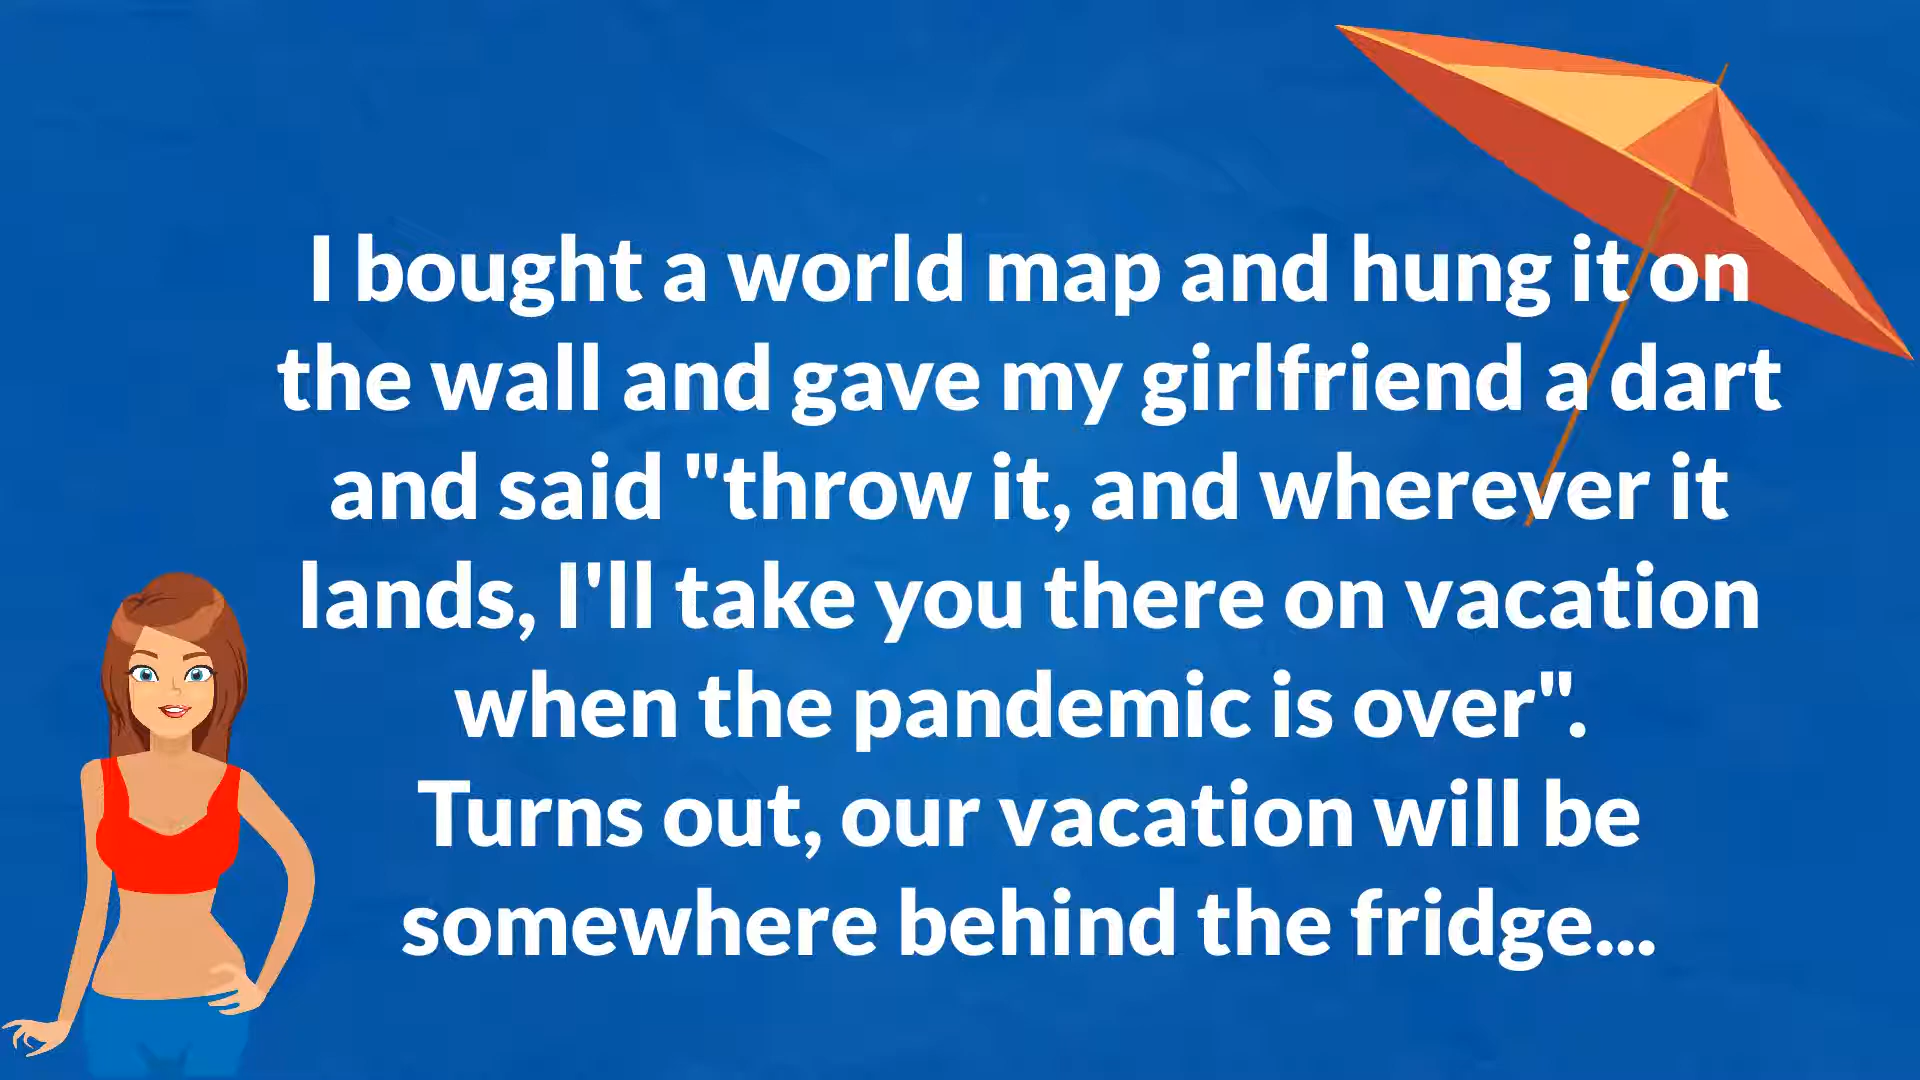 I bought a world map and hung it on
the wall and gave my girlfriend a dart
and said "throw it, and wherever it
lands, I'll take you there on vacation
when the pandemic is over".
Turns out, our vacation will be
somewhere behind the fridge...